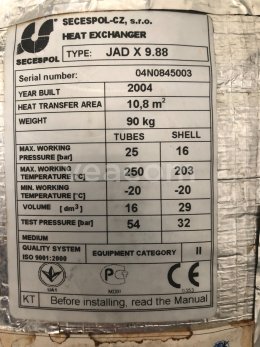 SECESPOL-CZ, s.r.o.
HEAT EXCHANGER
SECESPOL
TYPE: JAD X 9.88
Serial number: 04N0845003
YEAR BUILT 2004
HEAT TRANSFER AREA 10,8 m²
WEIGHT 90 kg
TUBES SHELL
MAX. WORKING PRESSURE [bar] 25 16
MAX. WORKING TEMPERATURE [°C] 250 203
MIN. WORKING TEMPERATURE [°C] -20 -20
VOLUME [dm³] 16 29
TEST PRESSURE [bar] 54 32
MEDIUM
QUALITY SYSTEM ISO 9001:2000
EQUIPMENT CATEGORY II
CE
KT Before installing, read the Manual